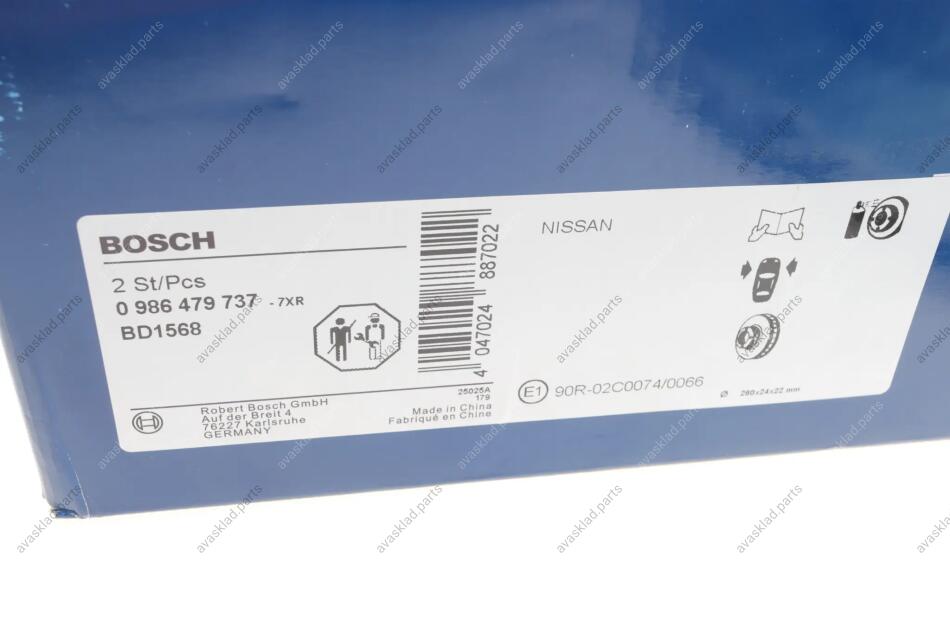 BOSCH
2 St/Pcs
0 986 479 737 - 7XR
BD1568
Robert Bosch GmbH
Auf der Breit 4
76227 Karlsruhe
GERMANY
25025A
179
Made in China
Fabriqué en Chine
4 047024 887022
NISSAN
E1 90R-02C0074/0066
Ø 280x24x22 mm
avasklad.parts